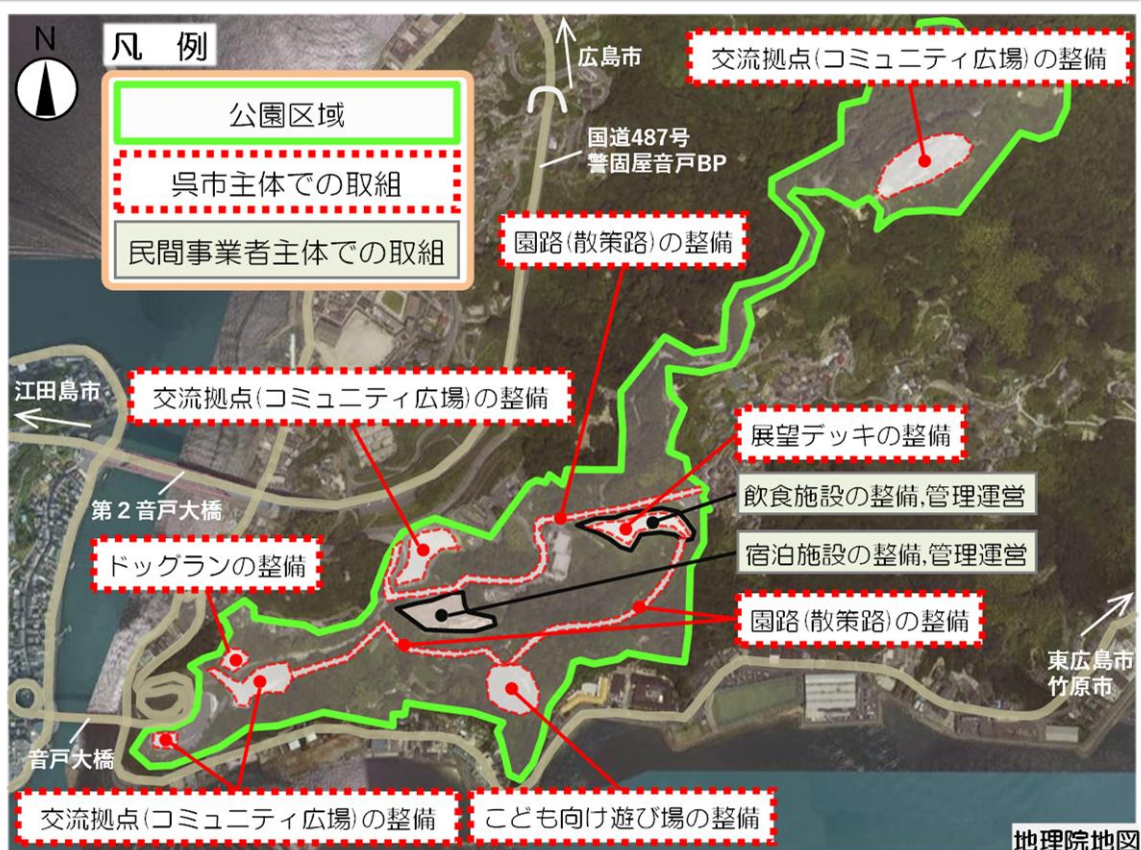 N
凡 例
公園区域
呉市主体での取組
民間事業者主体での取組
広島市
国道487号
警固屋音戸BP
交流拠点(コミュニティ広場)の整備
園路(散策路)の整備
江田島市
交流拠点(コミュニティ広場)の整備
展望デッキの整備
飲食施設の整備,管理運営
第2音戸大橋
宿泊施設の整備,管理運営
ドッグランの整備
園路(散策路)の整備
東広島市
竹原市
音戸大橋
交流拠点(コミュニティ広場)の整備
こども向け遊び場の整備
地理院地図